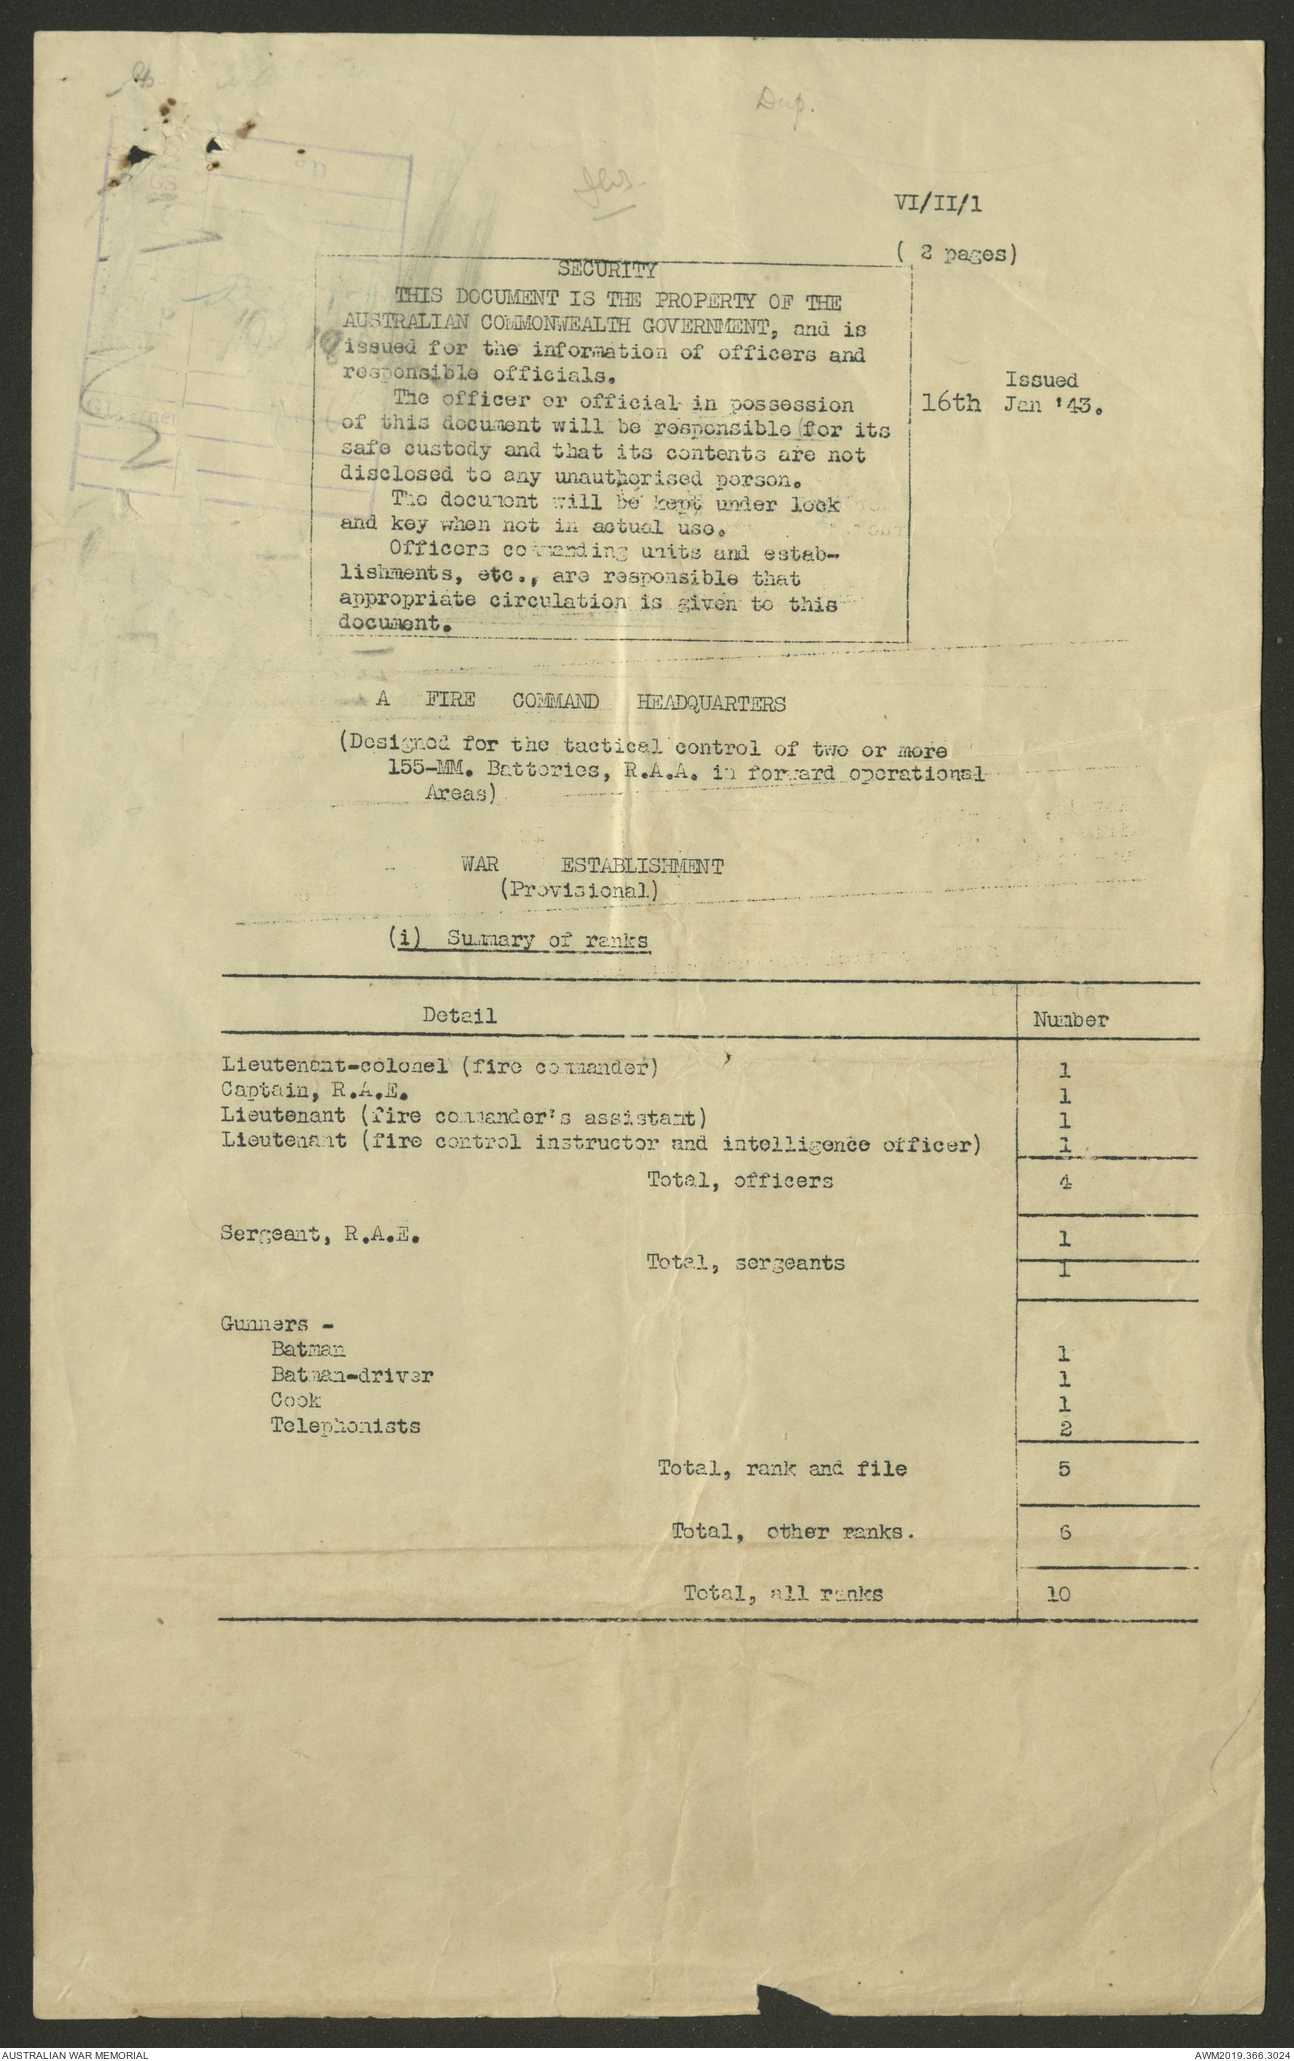 Dup.
VI/II/1
( 2 pages)
SECURITY
THIS DOCUMENT IS THE PROPERTY OF THE
AUSTRALIAN COMMONWEALTH GOVERNMENT, and is
issued for the information of officers and
responsible officials.
The officer or official in possession
of this document will be responsible for its
safe custody and that its contents are not
disclosed to any unauthorised person.
The document will be kept under lock
and key when not in actual use.
Officers commanding units and estab-
lishments, etc., are responsible that
appropriate circulation is given to this
document.
Issued
16th Jan '43.
A FIRE COMMAND HEADQUARTERS
(Designed for the tactical control of two or more
155-MM. Batteries, R.A.A. in forward operational
Areas)
WAR ESTABLISHMENT
(Provisional)
(i) Summary of ranks
Detail Number
Lieutenant-colonel (fire commander) 1
Captain, R.A.E. 1
Lieutenant (fire commander's assistant) 1
Lieutenant (fire control instructor and intelligence officer) 1
Total, officers 4
Sergeant, R.A.E. 1
Total, sergeants 1
Gunners -
Batman 1
Batman-driver 1
Cook 1
Telephonists 2
Total, rank and file 5
Total, other ranks. 6
Total, all ranks 10
AUSTRALIAN WAR MEMORIAL
AWM2019.366.3024